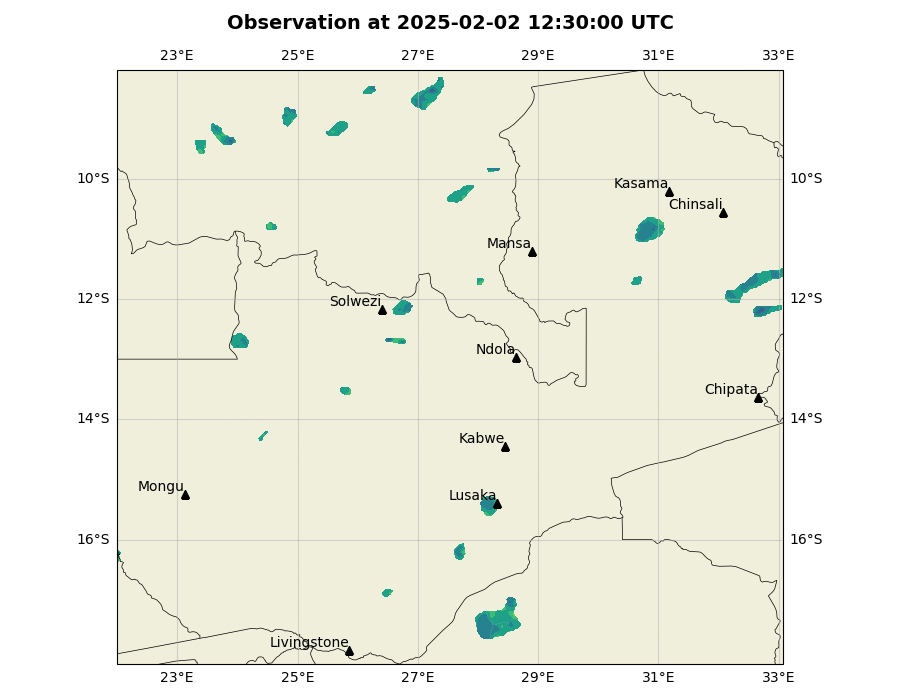 Observation at 2025-02-02 12:30:00 UTC
23°E 25°E 27°E 29°E 31°E 33°E
10°S 10°S
Kasama
Chinsali
Mansa
12°S 12°S
Solwezi
Ndola
Chipata
14°S 14°S
Kabwe
Mongu
Lusaka
16°S 16°S
Livingstone
23°E 25°E 27°E 29°E 31°E 33°E